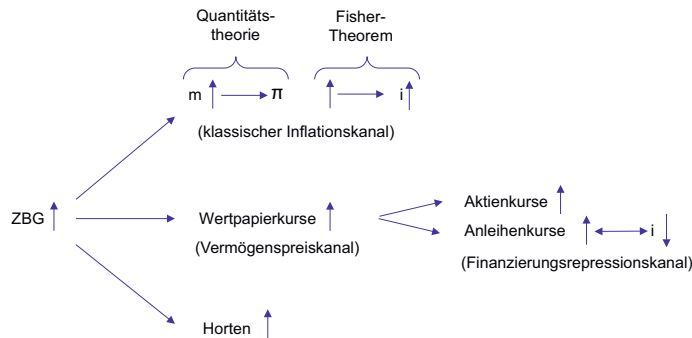 Quantitäts-
theorie
Fisher-
Theorem
m π i
(klassischer Inflationskanal)
ZBG
Wertpapierkurse
(Vermögenspreiskanal)
Aktienkurse
Anleihenkurse i
(Finanzierungsrepressionskanal)
Horten